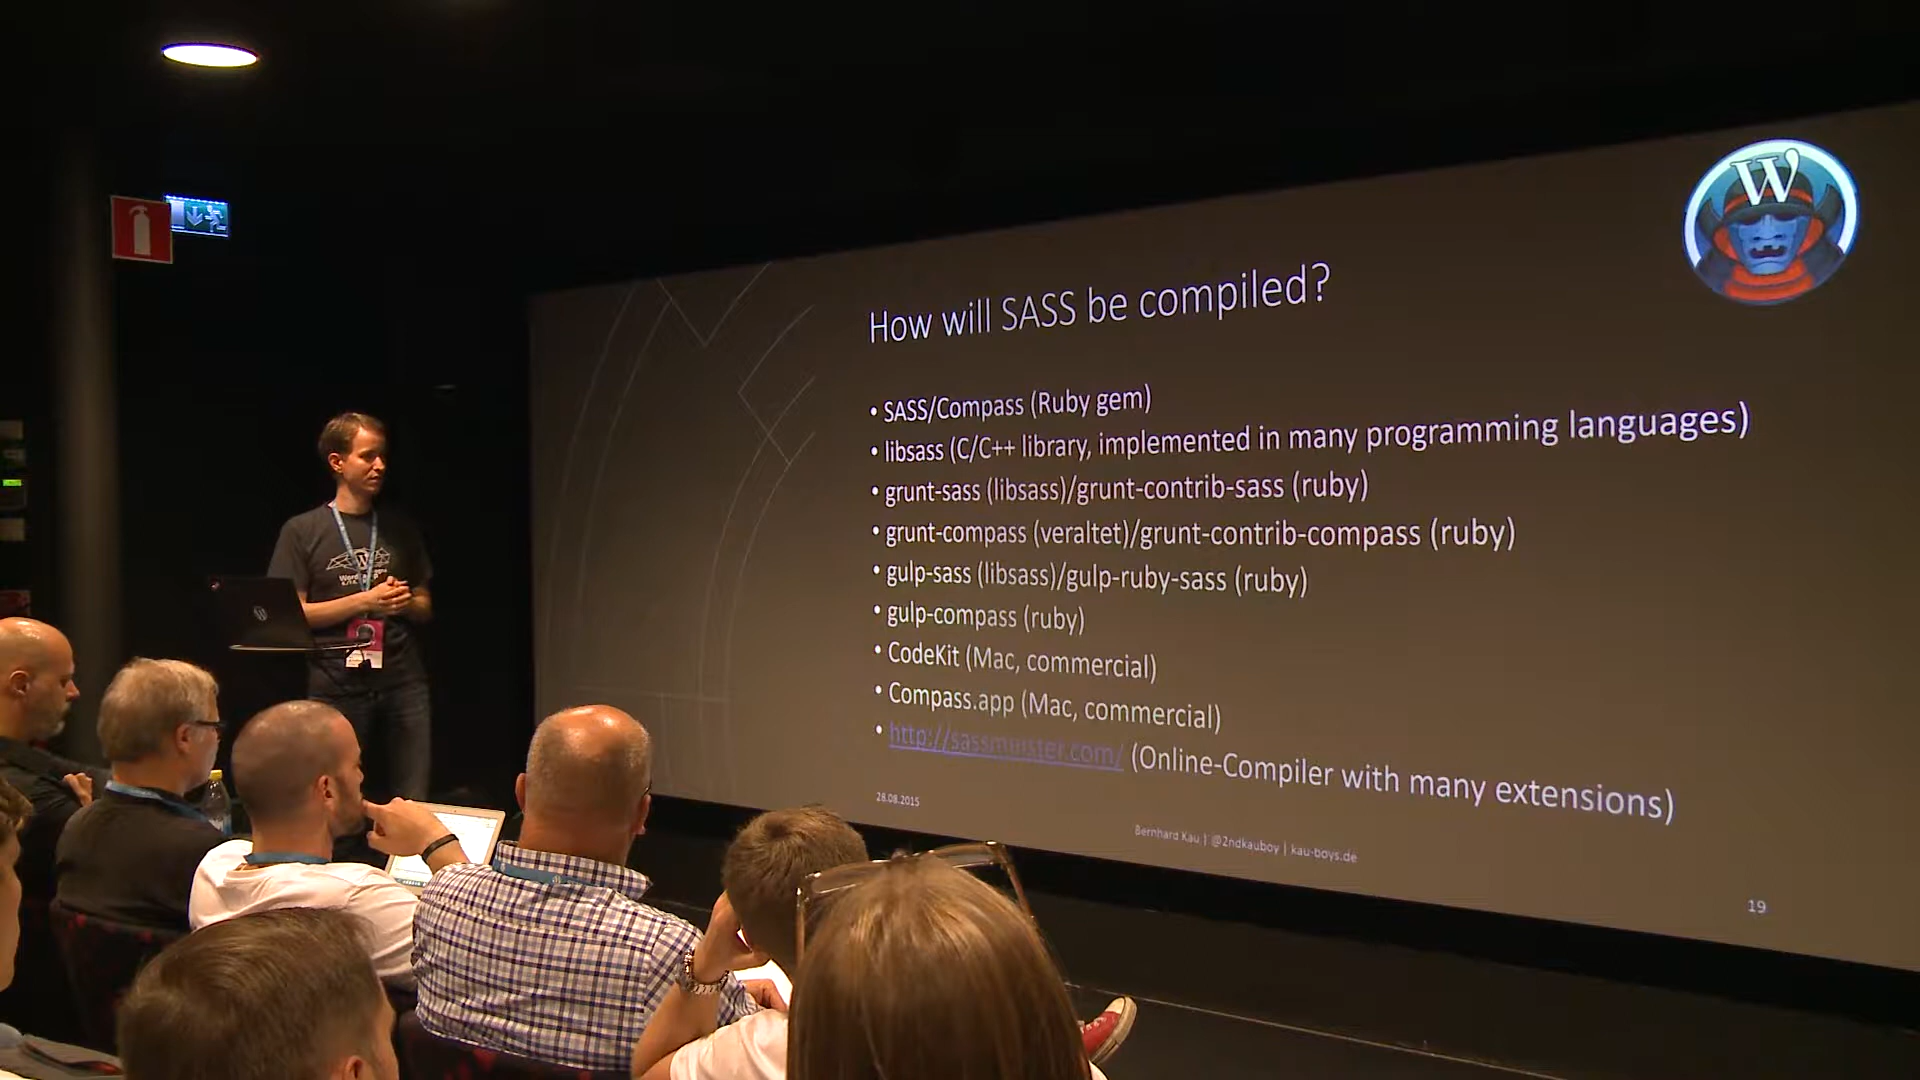 W
How will SASS be compiled?
• SASS/Compass (Ruby gem)
• libsass (C/C++ library, implemented in many programming languages)
• grunt-sass (libsass)/grunt-contrib-sass (ruby)
• grunt-compass (veraltet)/grunt-contrib-compass (ruby)
• gulp-sass (libsass)/gulp-ruby-sass (ruby)
• gulp-compass (ruby)
• CodeKit (Mac, commercial)
• Compass.app (Mac, commercial)
• http://sassmeister.com/ (Online-Compiler with many extensions)
28.08.2015
Bernhard Kau | @2ndkauboy | kau-boys.de
19